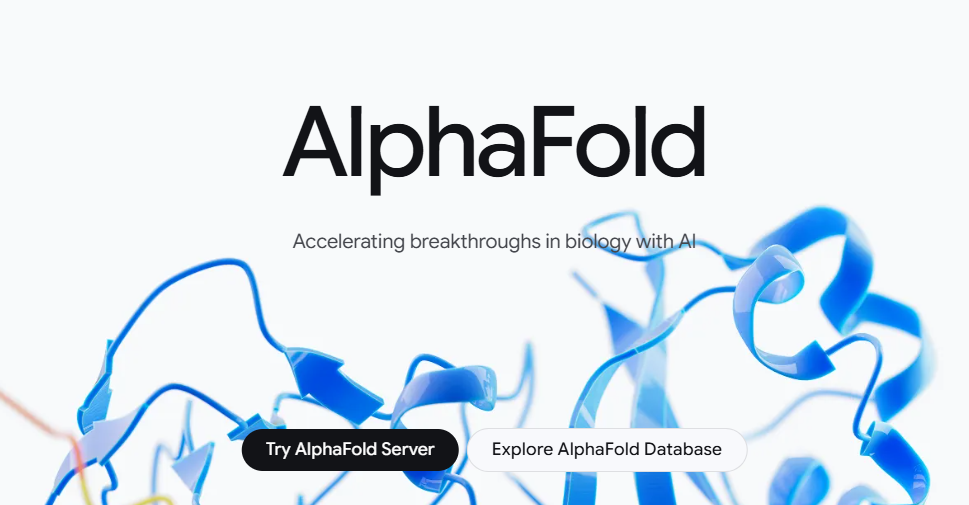 AlphaFold
Accelerating breakthroughs in biology with AI
Try AlphaFold Server
Explore AlphaFold Database